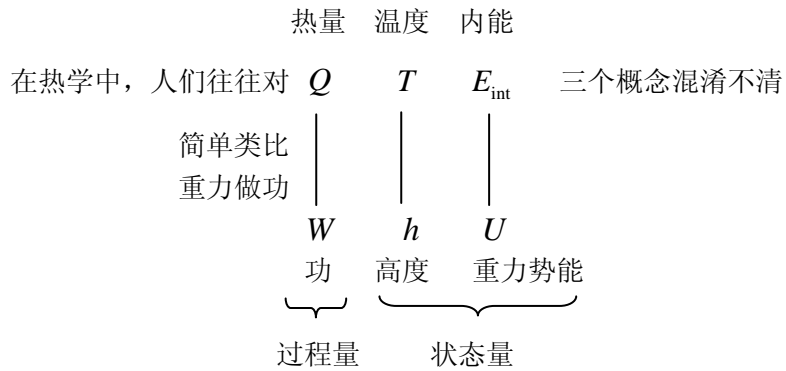 热量 温度 内能
在热学中，人们往往对 Q T E_int 三个概念混淆不清
简单类比
重力做功
W h U
功 高度 重力势能
过程量 状态量